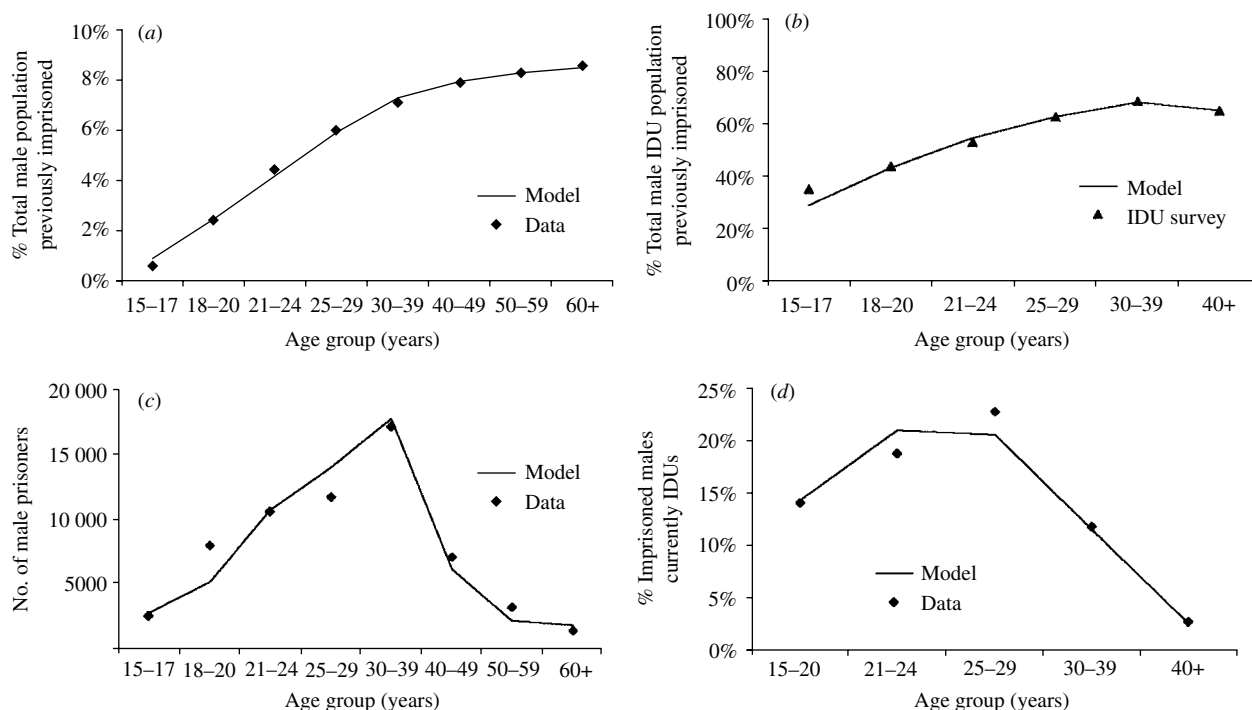 (a)
% Total male population
previously imprisoned
10%
8%
6%
4%
2%
0%
Model
Data
15–17 18–20 21–24 25–29 30–39 40–49 50–59 60+
Age group (years)
(b)
% Total male IDU population
previously imprisoned
100%
80%
60%
40%
20%
0%
Model
IDU survey
15–17 18–20 21–24 25–29 30–39 40+
Age group (years)
(c)
No. of male prisoners
20 000
15 000
10 000
5000
Model
Data
15–17 18–20 21–24 25–29 30–39 40–49 50–59 60+
Age group (years)
(d)
% Imprisoned males
currently IDUs
25%
20%
15%
10%
5%
0%
Model
Data
15–20 21–24 25–29 30–39 40+
Age group (years)